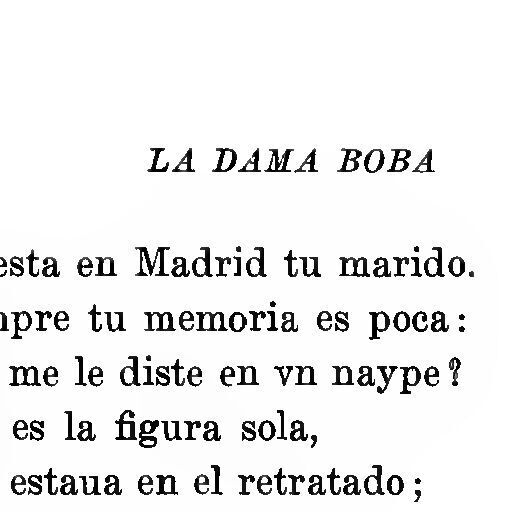 LA DAMA BOBA
esta en Madrid tu marido.
npre tu memoria es poca:
me le diste en vn naype?
es la figura sola,
estaua en el retratado;